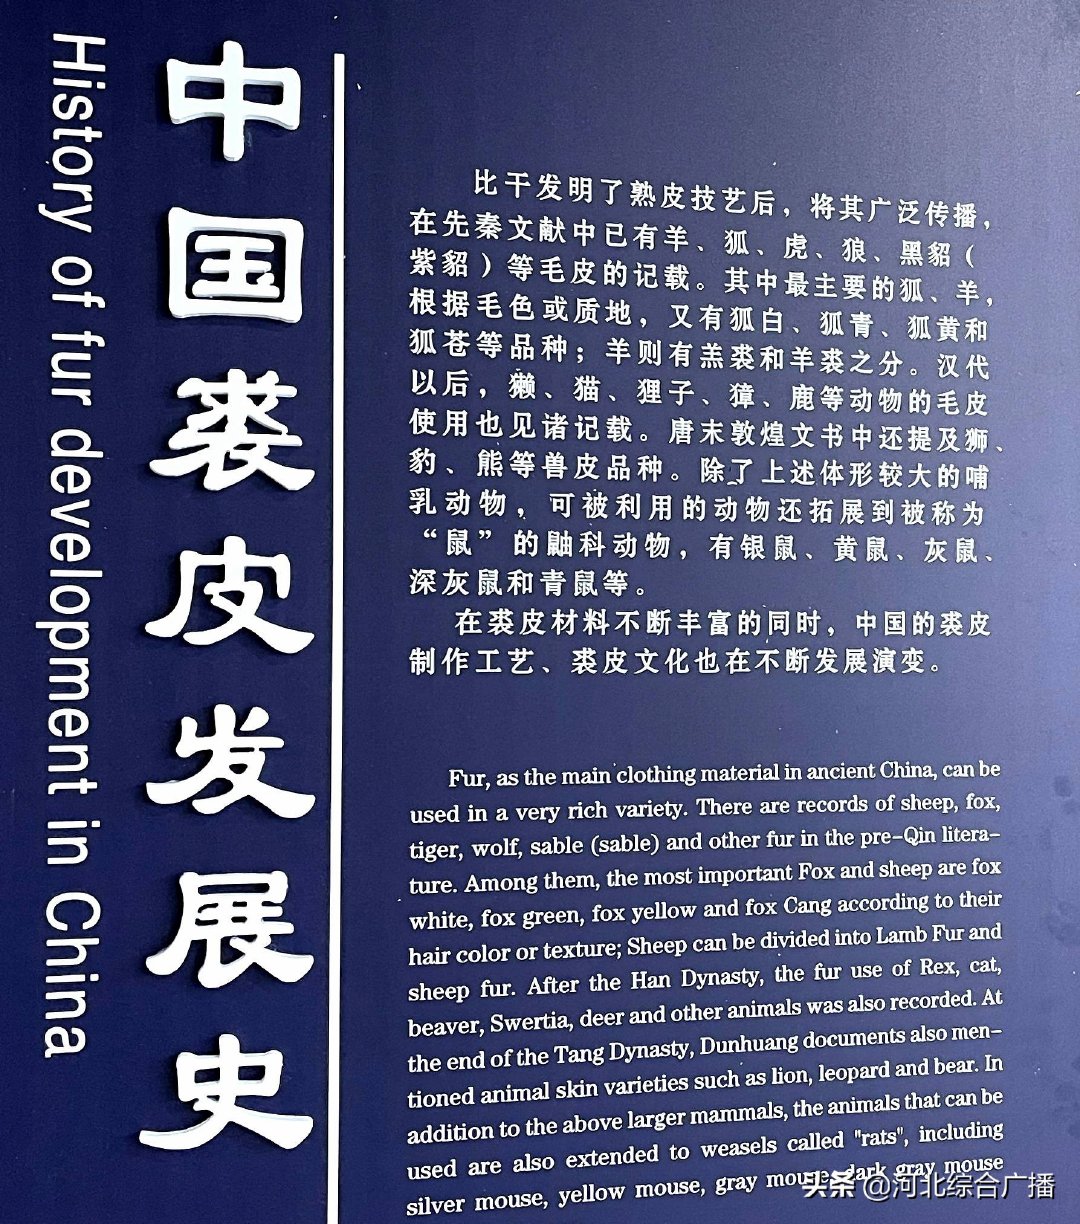 中国裘皮发展史
History of fur development in China
比干发明了熟皮技艺后，将其广泛传播，
在先秦文献中已有羊、狐、虎、狼、黑貂（
紫貂）等毛皮的记载。其中最主要的狐、羊，
根据毛色或质地，又有狐白、狐青、狐黄和
狐苍等品种；羊则有羔裘和羊裘之分。汉代
以后，獭、猫、狸子、獐、鹿等动物的毛皮
使用也见诸记载。唐末敦煌文书中还提及狮、
豹、熊等兽皮品种。除了上述体形较大的哺
乳动物，可被利用的动物还拓展到被称为
“鼠”的鼬科动物，有银鼠、黄鼠、灰鼠、
深灰鼠和青鼠等。
在裘皮材料不断丰富的同时，中国的裘皮
制作工艺、裘皮文化也在不断发展演变。
Fur, as the main clothing material in ancient China, can be
used in a very rich variety. There are records of sheep, fox,
tiger, wolf, sable (sable) and other fur in the pre-Qin litera-
ture. Among them, the most important Fox and sheep are fox
white, fox green, fox yellow and fox Cang according to their
hair color or texture; Sheep can be divided into Lamb Fur and
sheep fur. After the Han Dynasty, the fur use of Rex, cat,
beaver, Swertia, deer and other animals was also recorded. At
the end of the Tang Dynasty, Dunhuang documents also men-
tioned animal skin varieties such as lion, leopard and bear. In
addition to the above larger mammals, the animals that can be
used are also extended to weasels called "rats", including
silver mouse, yellow mouse, gray mouse, dark gray mouse
头条 @河北综合广播